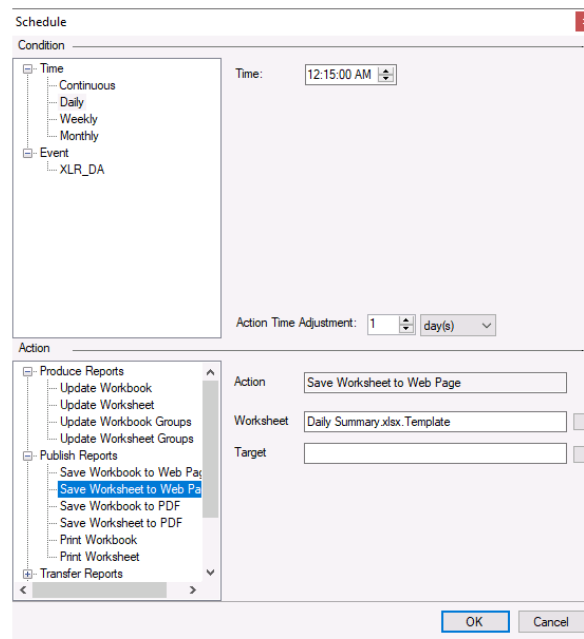 Schedule
Condition
Time
Continuous
Daily
Weekly
Monthly
Event
XLR_DA
Time:
12:15:00 AM
Action Time Adjustment:
1
day(s)
Action
Produce Reports
Update Workbook
Update Worksheet
Update Workbook Groups
Update Worksheet Groups
Publish Reports
Save Workbook to Web Pag
Save Worksheet to Web Pa
Save Workbook to PDF
Save Worksheet to PDF
Print Workbook
Print Worksheet
Transfer Reports
Action
Save Worksheet to Web Page
Worksheet
Daily Summary.xlsx.Template
Target
OK
Cancel